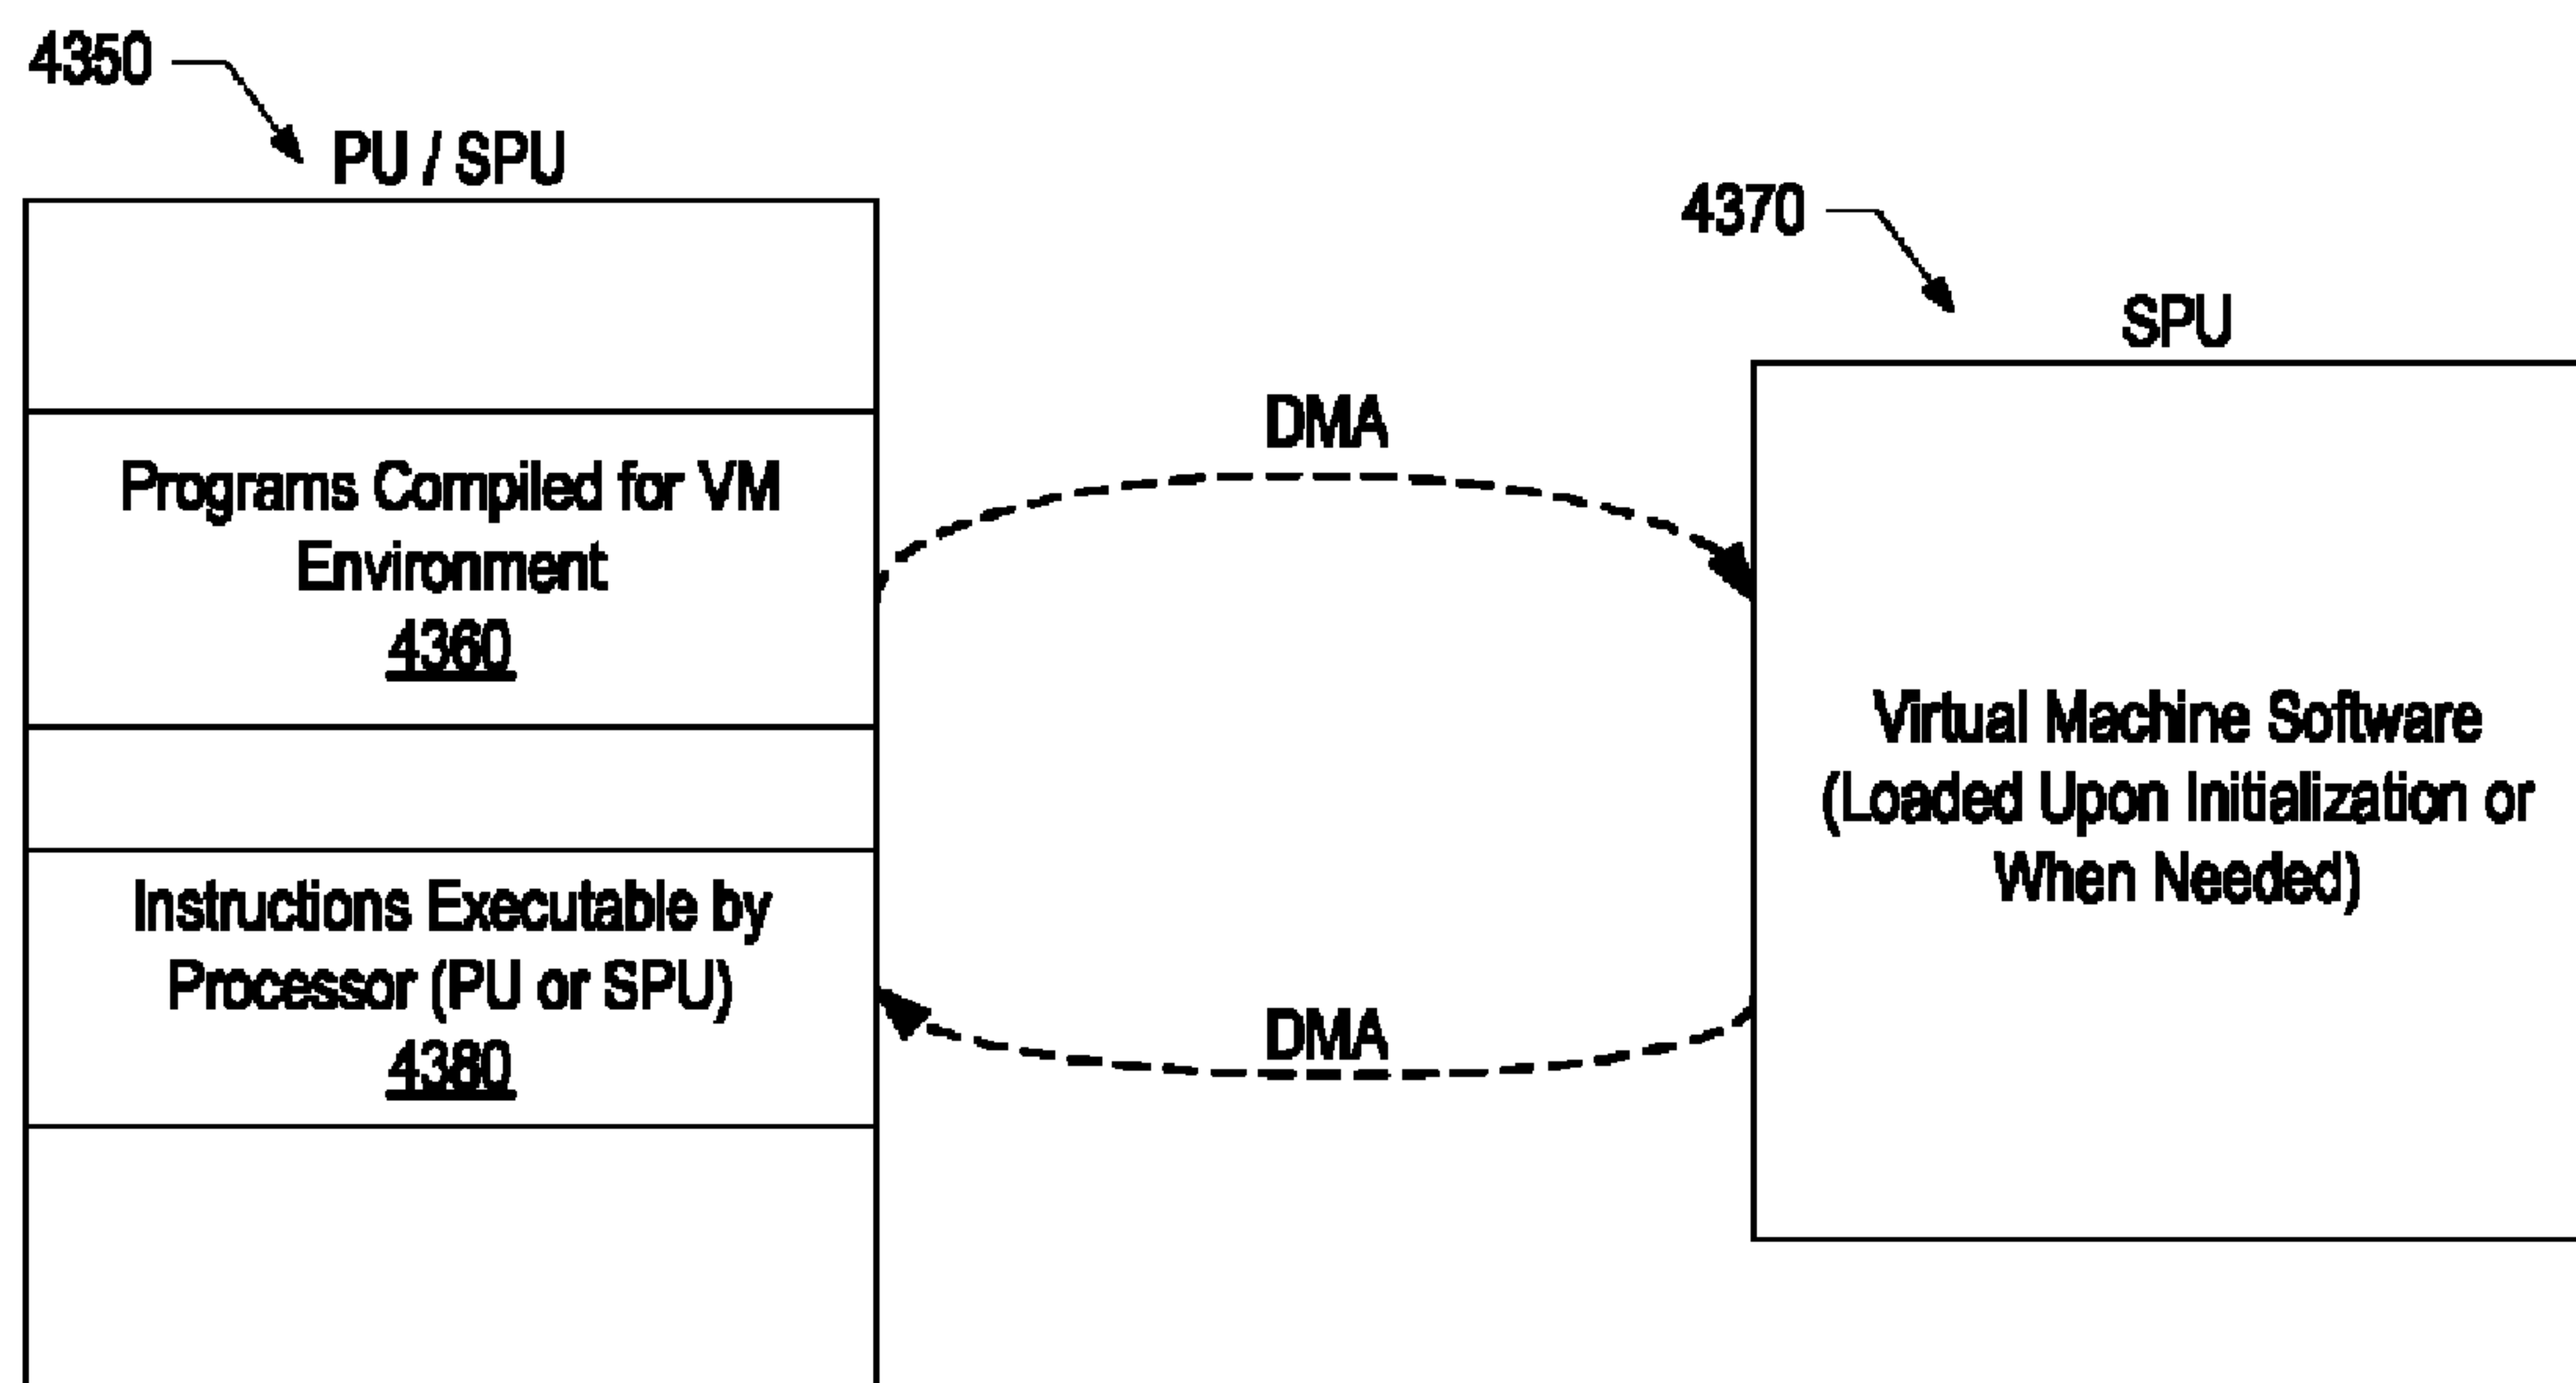 4350
PU / SPU
4370
SPU
DMA
Programs Compiled for VM
Environment
4360
Virtual Machine Software
(Loaded Upon Initialization or
When Needed)
Instructions Executable by
Processor (PU or SPU)
4380
DMA